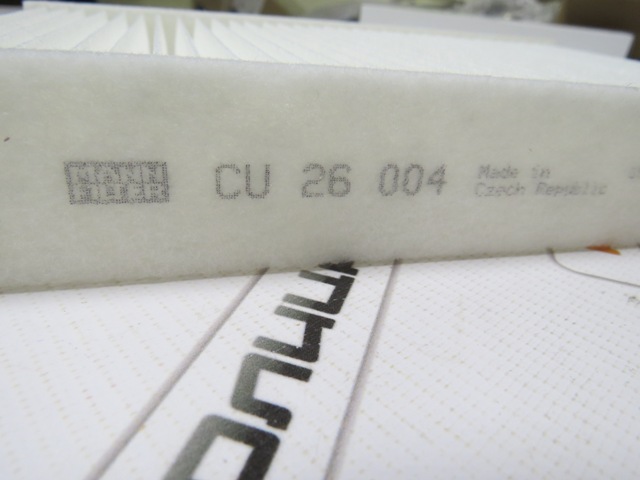 MANN
FILTER
CU 26 004
Made in
Czech Republic